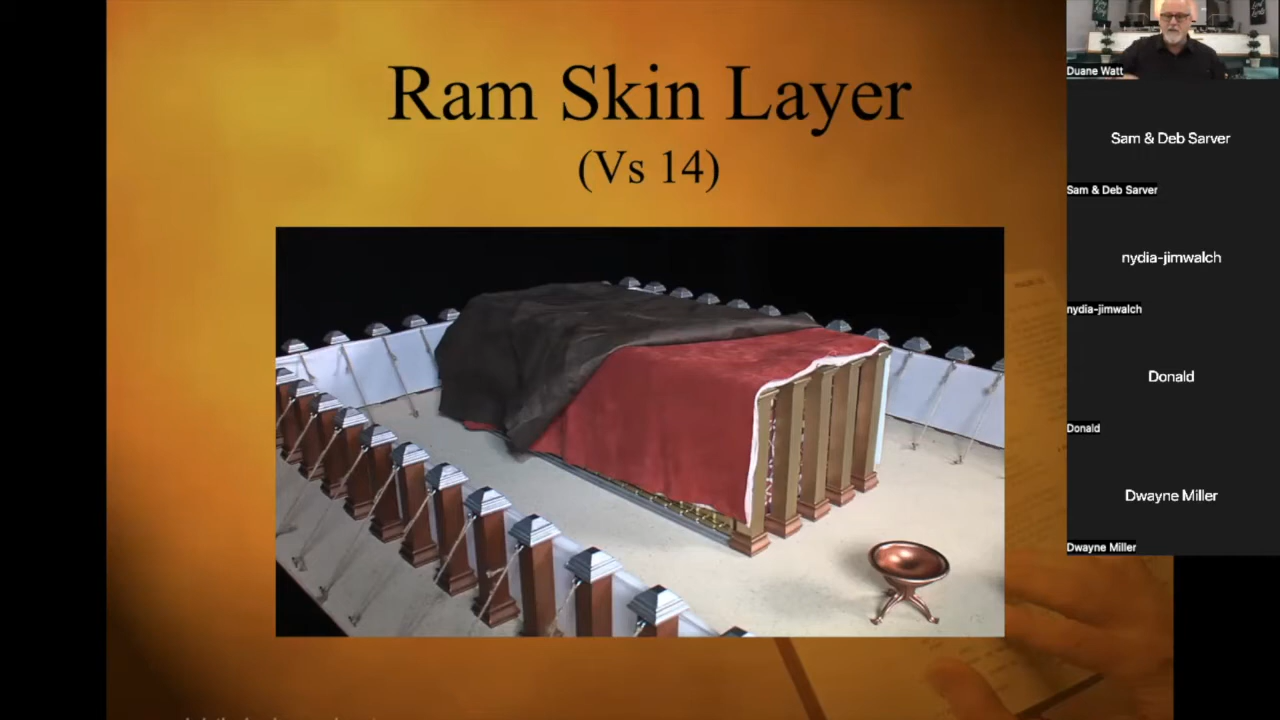 Ram Skin Layer
(Vs 14)
Duane Watt
Sam & Deb Sarver
Sam & Deb Sarver
nydia-jimwalch
nydia-jimwalch
Donald
Donald
Dwayne Miller
Dwayne Miller